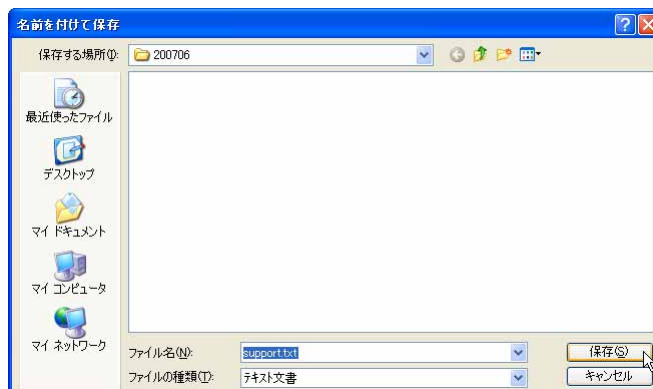 名前を付けて保存
保存する場所(I):
200706
最近使ったファイル
デスクトップ
マイ ドキュメント
マイ コンピュータ
マイ ネットワーク
ファイル名(N):
support.txt
保存(S)
ファイルの種類(T):
テキスト文書
キャンセル